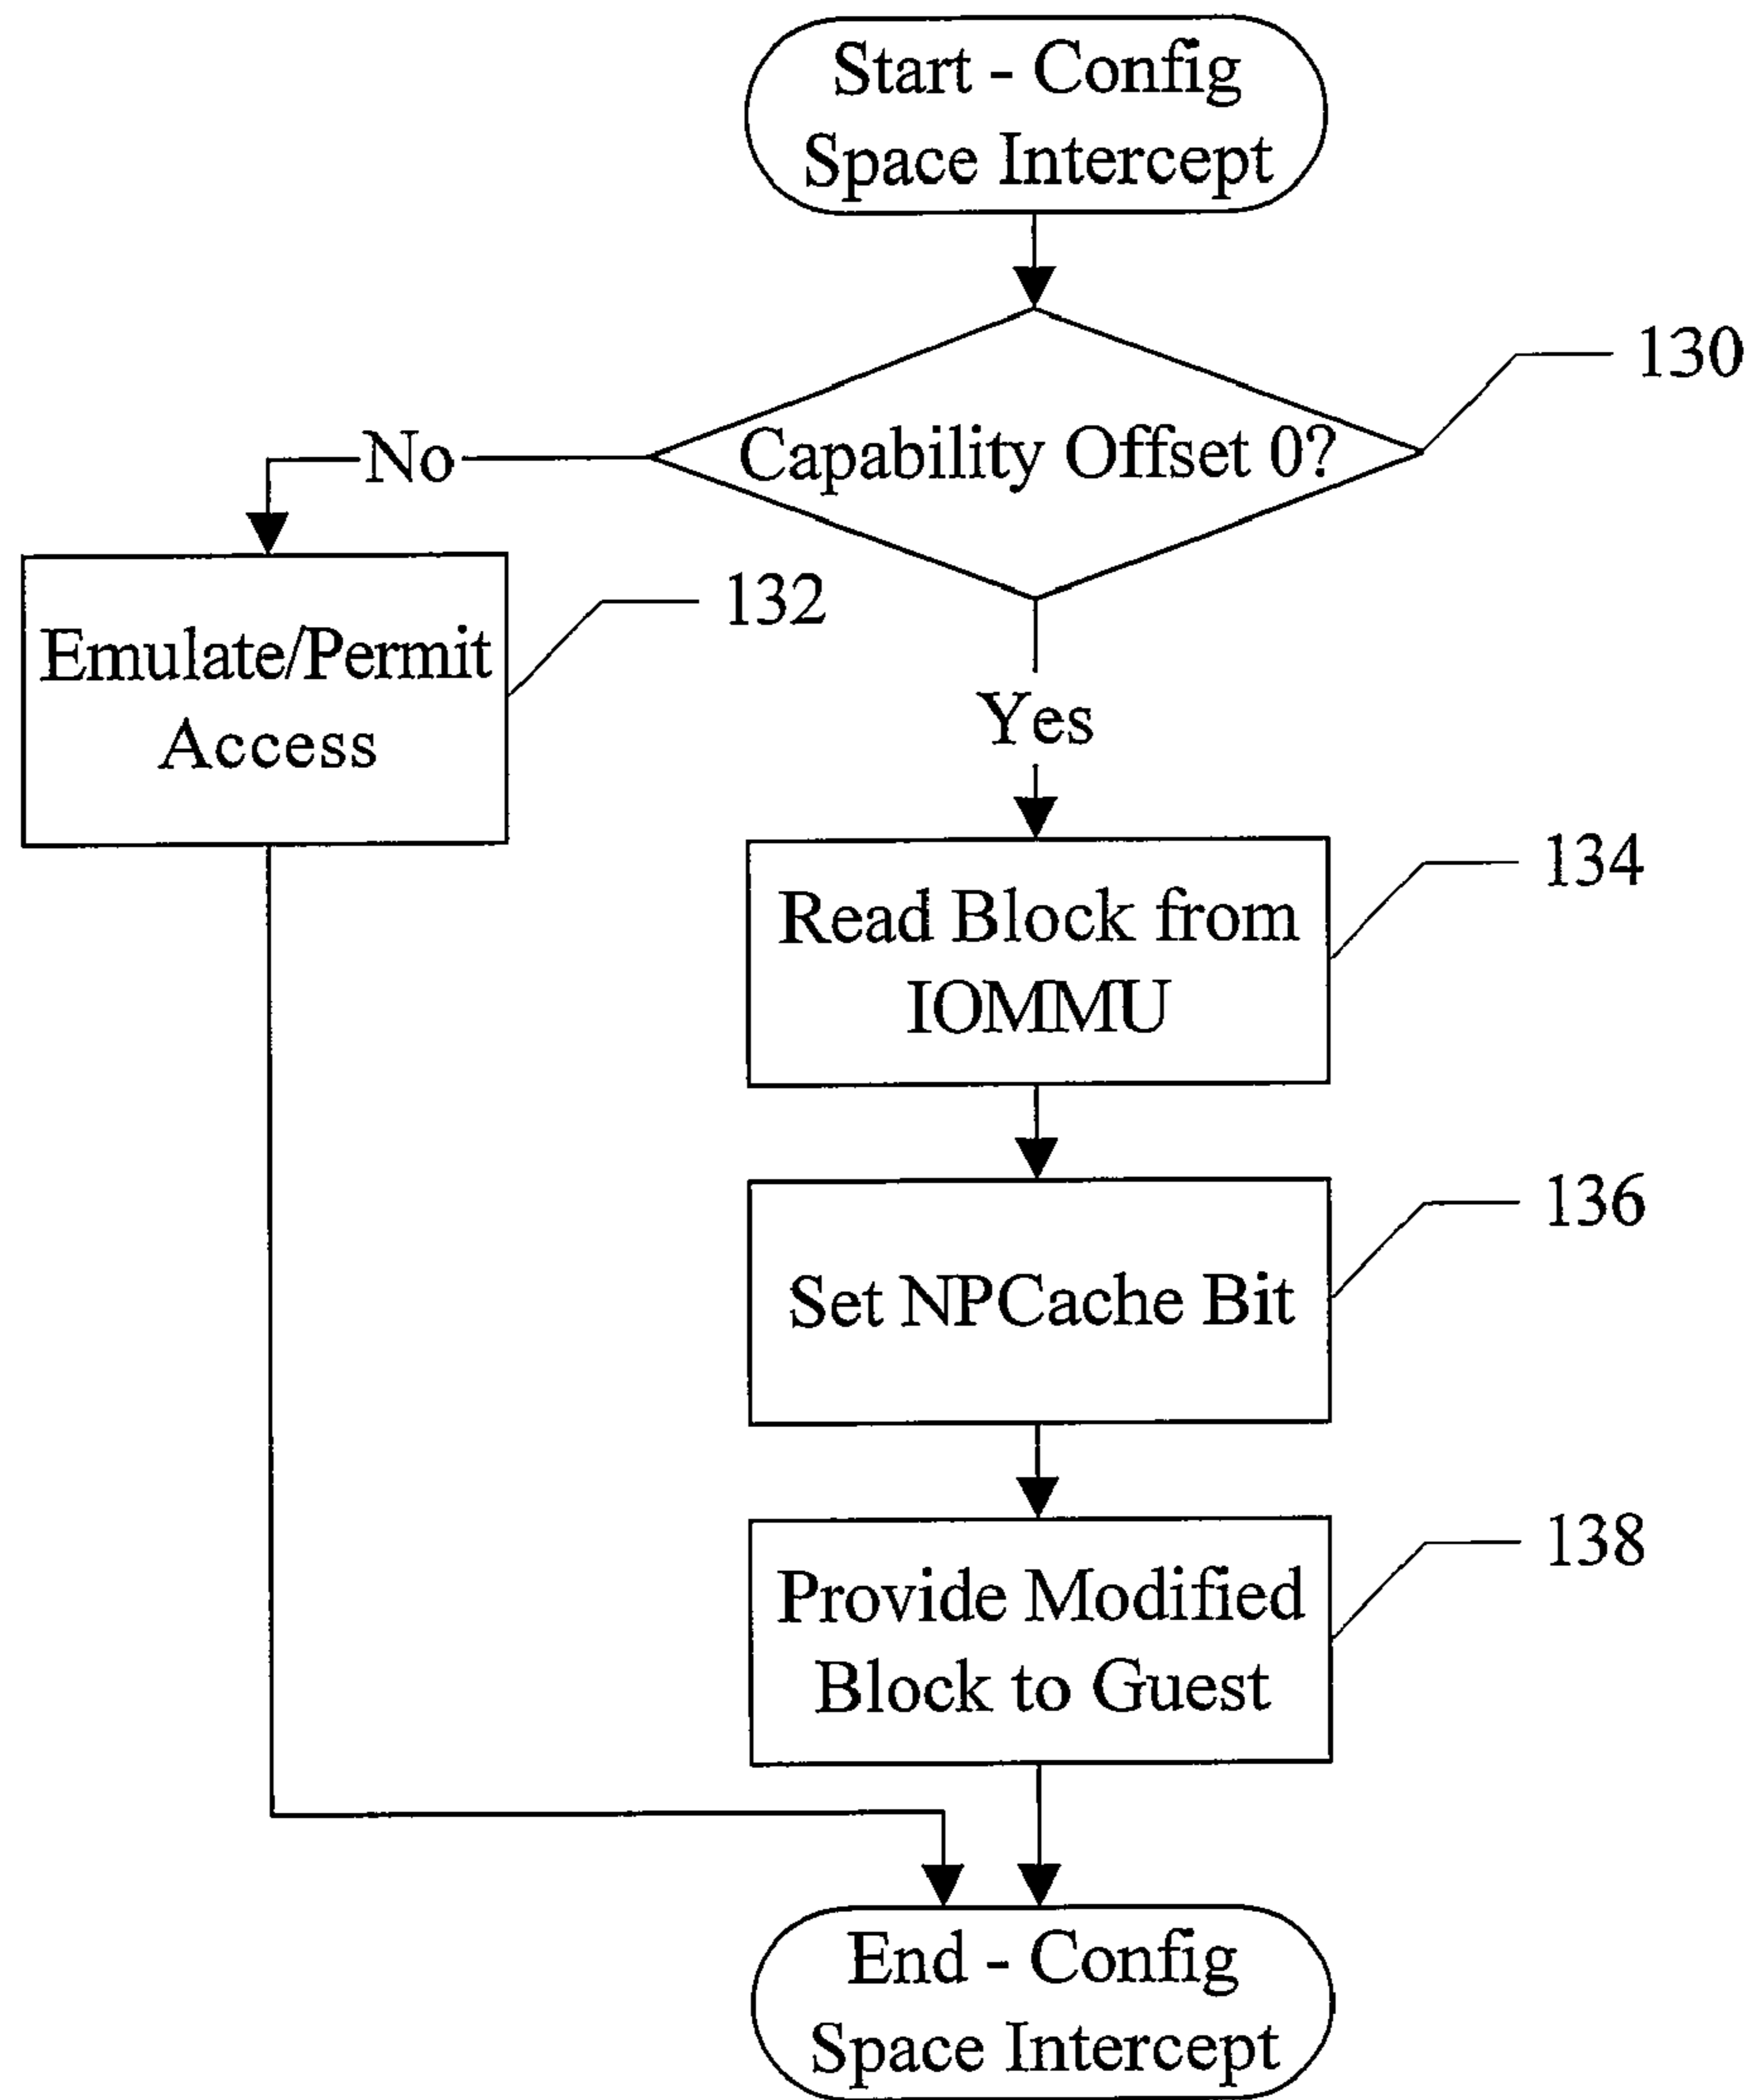 Start - Config
Space Intercept
130
Capability Offset 0?
No
132
Emulate/Permit
Access
Yes
134
Read Block from
IOMMU
136
Set NPCache Bit
138
Provide Modified
Block to Guest
End - Config
Space Intercept